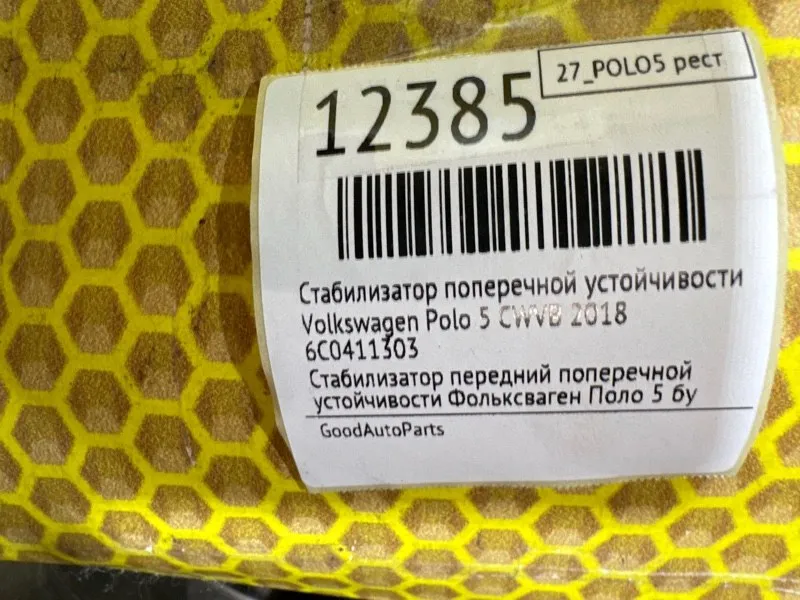 27_POLO5 рест
12385
Стабилизатор поперечной устойчивости
Volkswagen Polo 5 CWVB 2018
6C0411303
Стабилизатор передний поперечной
устойчивости Фольксваген Поло 5 бу
GoodAutoParts